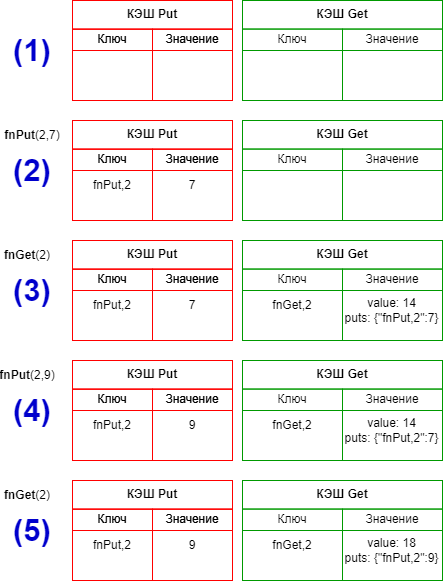 КЭШ Put КЭШ Get
Ключ Значение Ключ Значение
(1)
КЭШ Put КЭШ Get
fnPut(2,7)
Ключ Значение Ключ Значение
(2)
fnPut,2 7
КЭШ Put КЭШ Get
fnGet(2)
Ключ Значение Ключ Значение
(3)
fnPut,2 7 fnGet,2 value: 14
puts: {"fnPut,2":7}
КЭШ Put КЭШ Get
fnPut(2,9)
Ключ Значение Ключ Значение
(4)
fnPut,2 9 fnGet,2 value: 14
puts: {"fnPut,2":7}
КЭШ Put КЭШ Get
fnGet(2)
Ключ Значение Ключ Значение
(5)
fnPut,2 9 fnGet,2 value: 18
puts: {"fnPut,2":9}